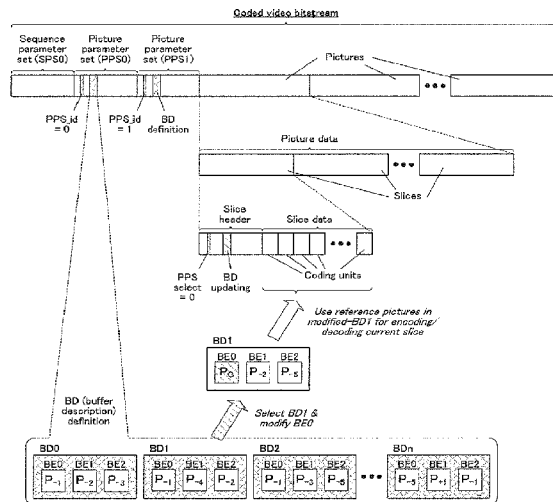 Coded video bitstream
Sequence parameter set (SPS0)
Picture parameter set (PPS0)
Picture parameter set (PPS1)
Pictures
PPS_id = 0
PPS_id = 1
BD definition
Picture data
Slices
Slice header
Slice data
PPS select = 0
BD updating
Coding units
Use reference pictures in modified-BD1 for encoding/ decoding current slice
BD1
BE0 BE1 BE2
P0 P-2 P-5
BD (buffer description) definition
Select BD1 & modify BE0
BD0 BD1 BD2 BDn
BE0 BE1 BE2 BE0 BE1 BE2 BE0 BE1 BE2 BE0 BE1 BE2
P-1 P-2 P-3 P-1 P-4 P-2 P-1 P-3 P-5 P-5 P+1 P-1